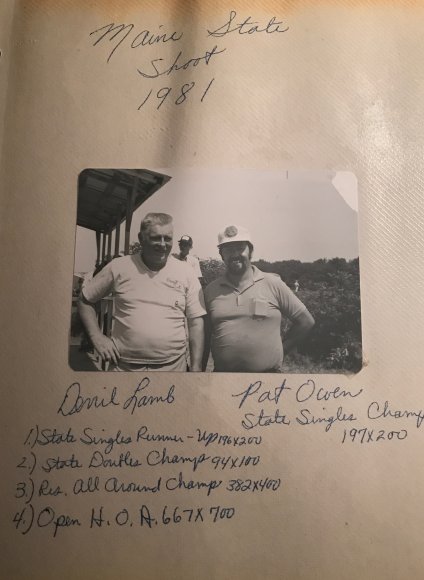 Maine State
Shoot
1981
Derril Lamb
Pat Owen
State Singles Champ
197X200
1.) State Singles Runner-Up 196X200
2.) State Doubles Champ 94X100
3.) Res. All Around Champ 382X400
4.) Open H.O.A. 667X700